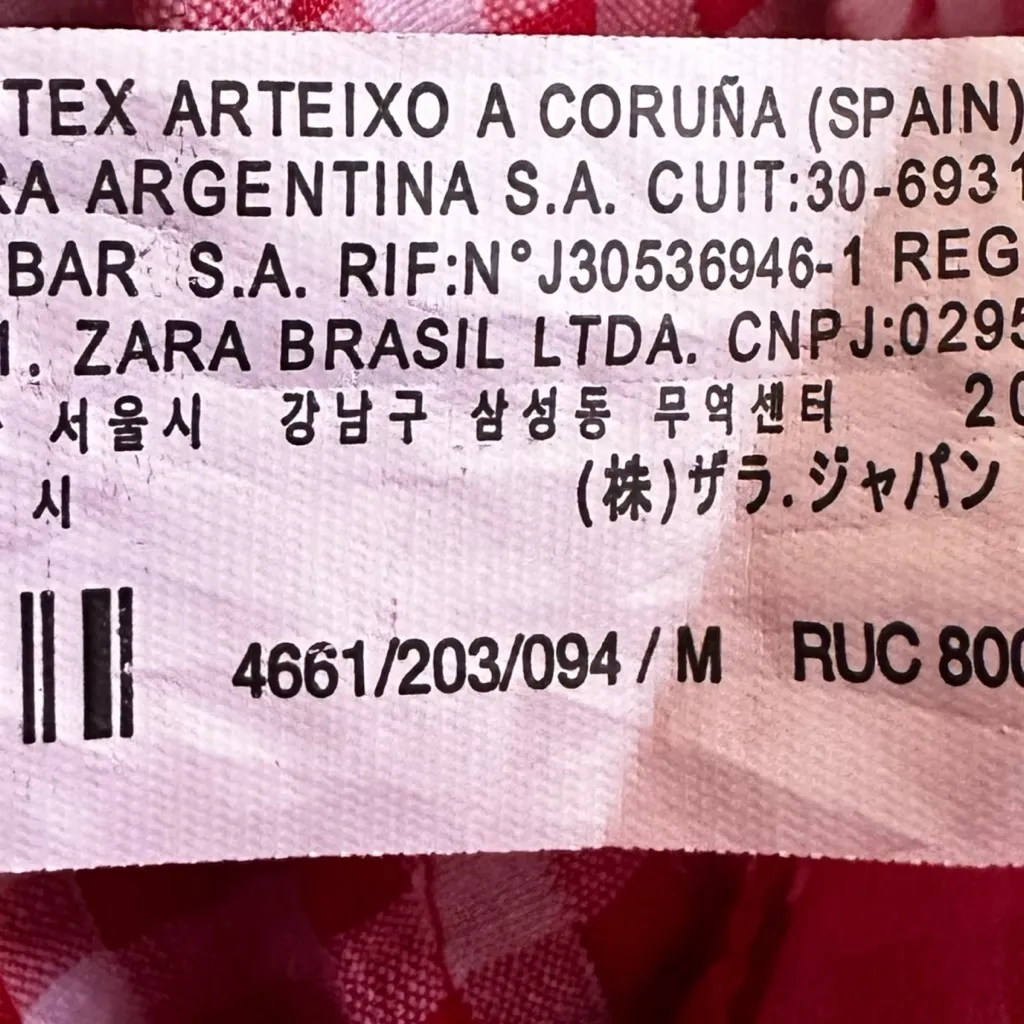 TEX ARTEIXO A CORUÑA (SPAIN)
RA ARGENTINA S.A. CUIT:30-6931
BAR S.A. RIF:N°J30536946-1 REG
1. ZARA BRASIL LTDA. CNPJ:0295
서울시 강남구 삼성동 무역센터 20
시 (株)ザラ.ジャパン
4661/203/094 / M RUC 800